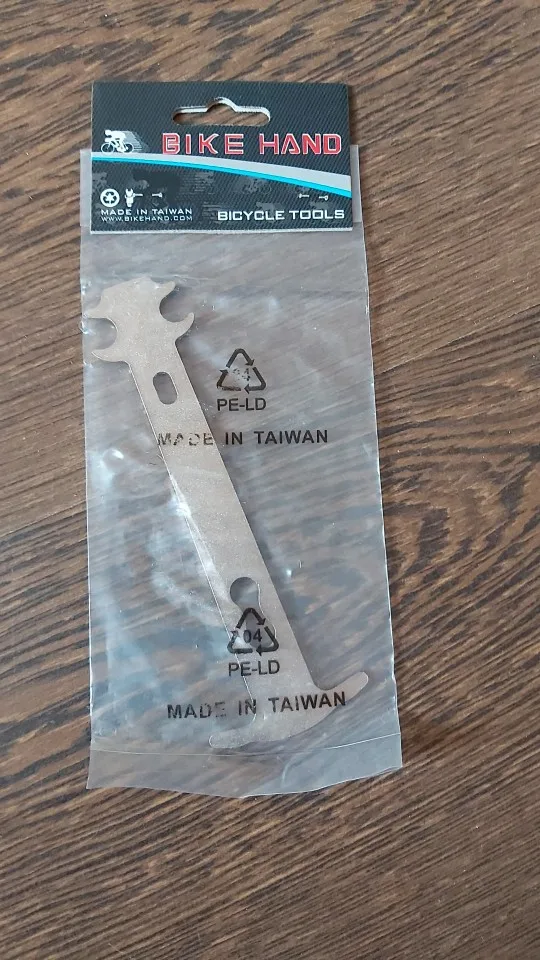 BIKE HAND
MADE IN TAIWAN
WWW.BIKEHAND.COM
BICYCLE TOOLS
04
PE-LD
MADE IN TAIWAN
04
PE-LD
MADE IN TAIWAN